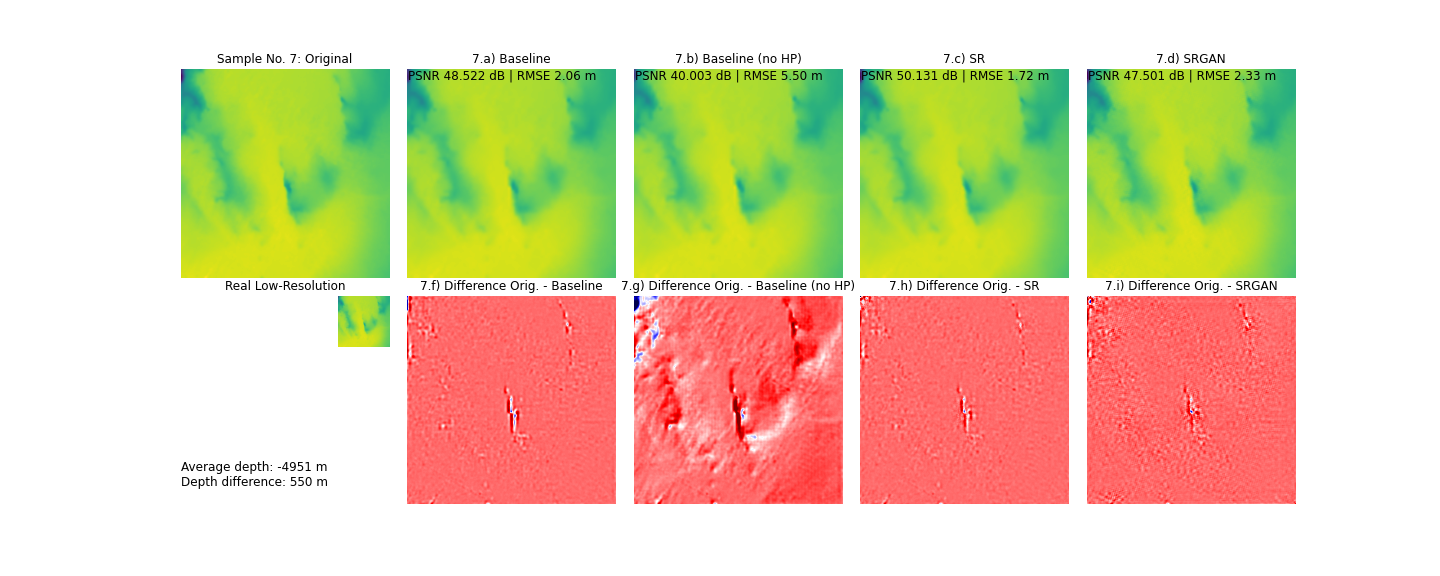 Sample No. 7: Original
7.a) Baseline
7.b) Baseline (no HP)
7.c) SR
7.d) SRGAN
PSNR 48.522 dB | RMSE 2.06 m
PSNR 40.003 dB | RMSE 5.50 m
PSNR 50.131 dB | RMSE 1.72 m
PSNR 47.501 dB | RMSE 2.33 m
Real Low-Resolution
7.f) Difference Orig. - Baseline
7.g) Difference Orig. - Baseline (no HP)
7.h) Difference Orig. - SR
7.i) Difference Orig. - SRGAN
Average depth: -4951 m
Depth difference: 550 m